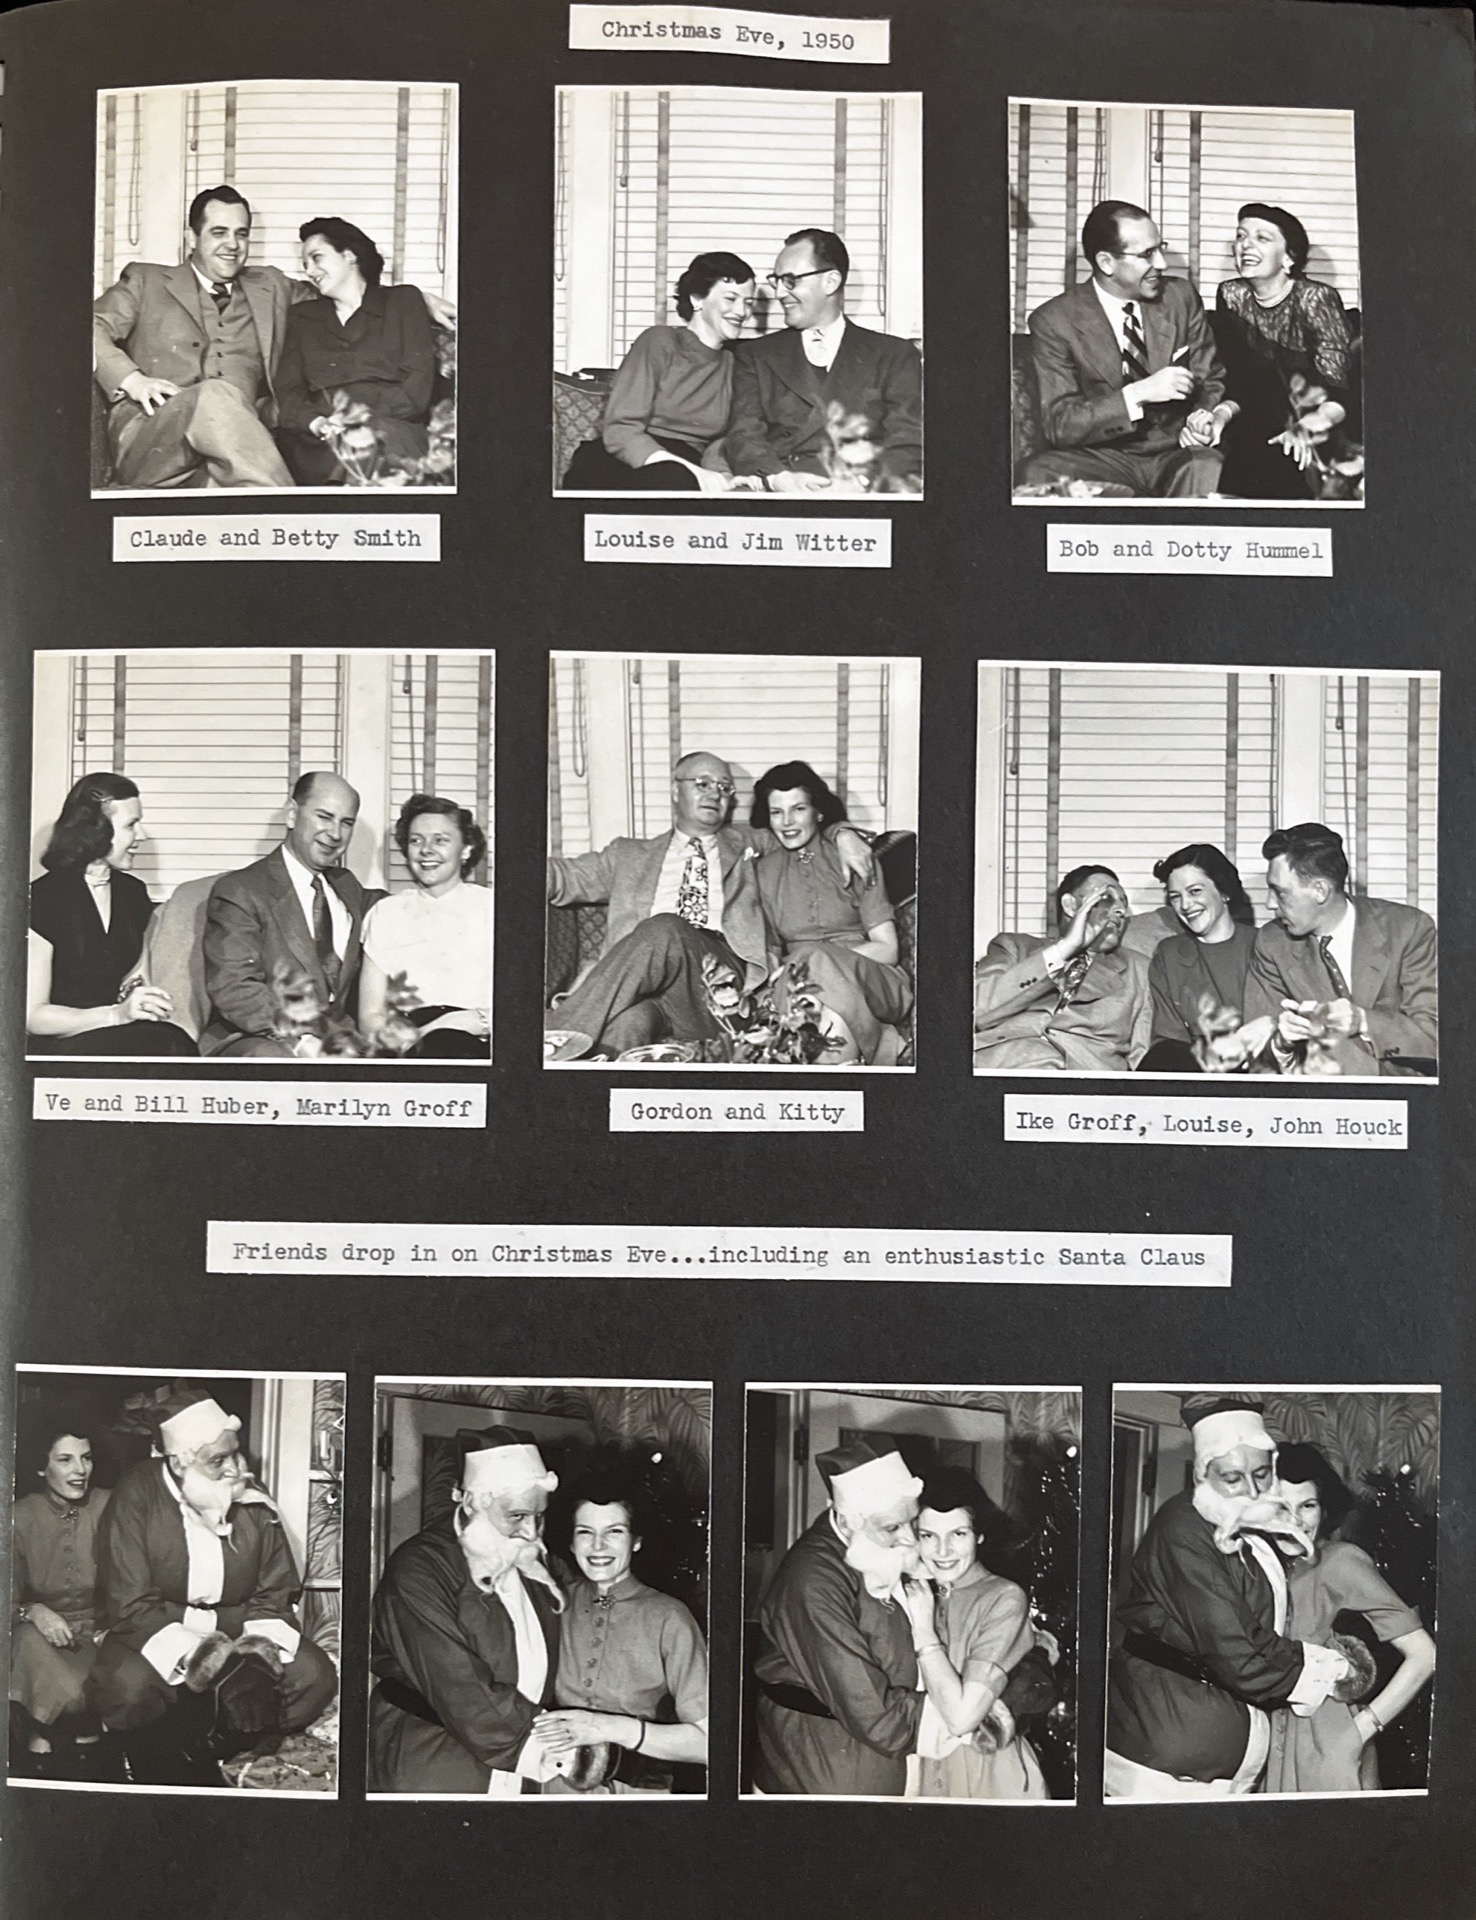 Christmas Eve, 1950
Claude and Betty Smith
Louise and Jim Witter
Bob and Dotty Hummel
Ve and Bill Huber, Marilyn Groff
Gordon and Kitty
Ike Groff, Louise, John Houck
Friends drop in on Christmas Eve...including an enthusiastic Santa Claus